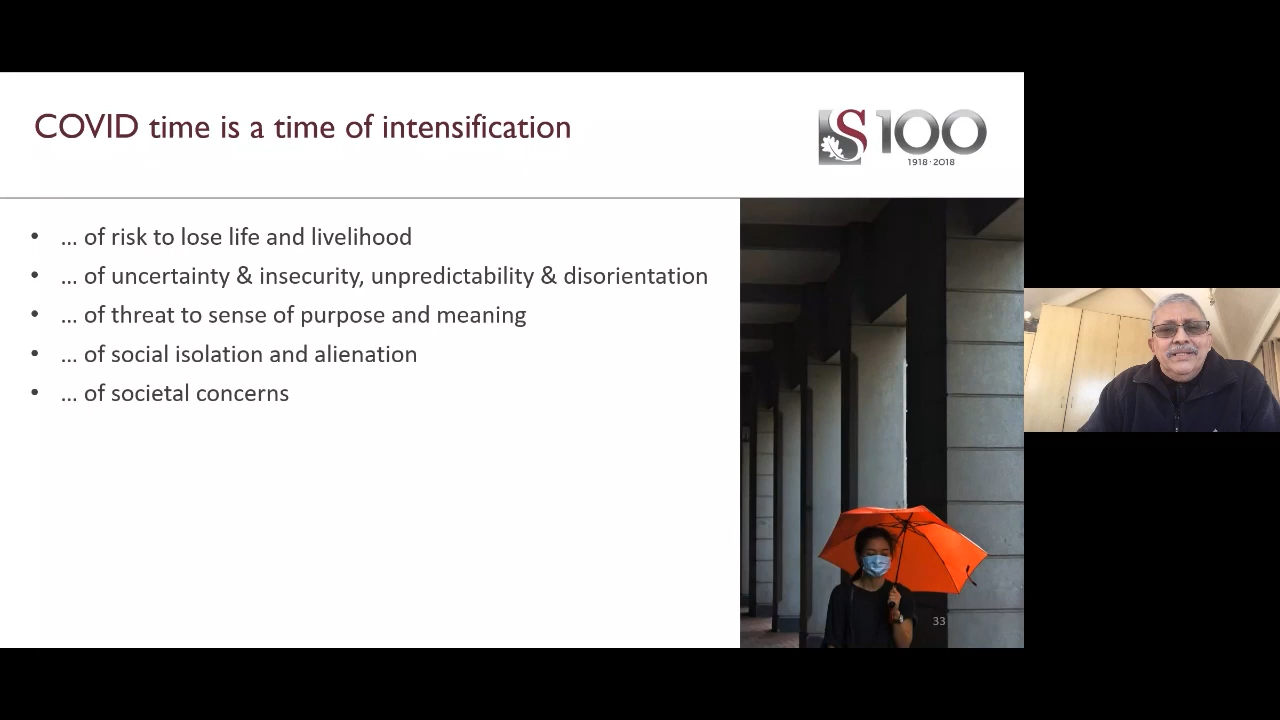 COVID time is a time of intensification
S 100
1918 · 2018
• ... of risk to lose life and livelihood
• ... of uncertainty & insecurity, unpredictability & disorientation
• ... of threat to sense of purpose and meaning
• ... of social isolation and alienation
• ... of societal concerns
33